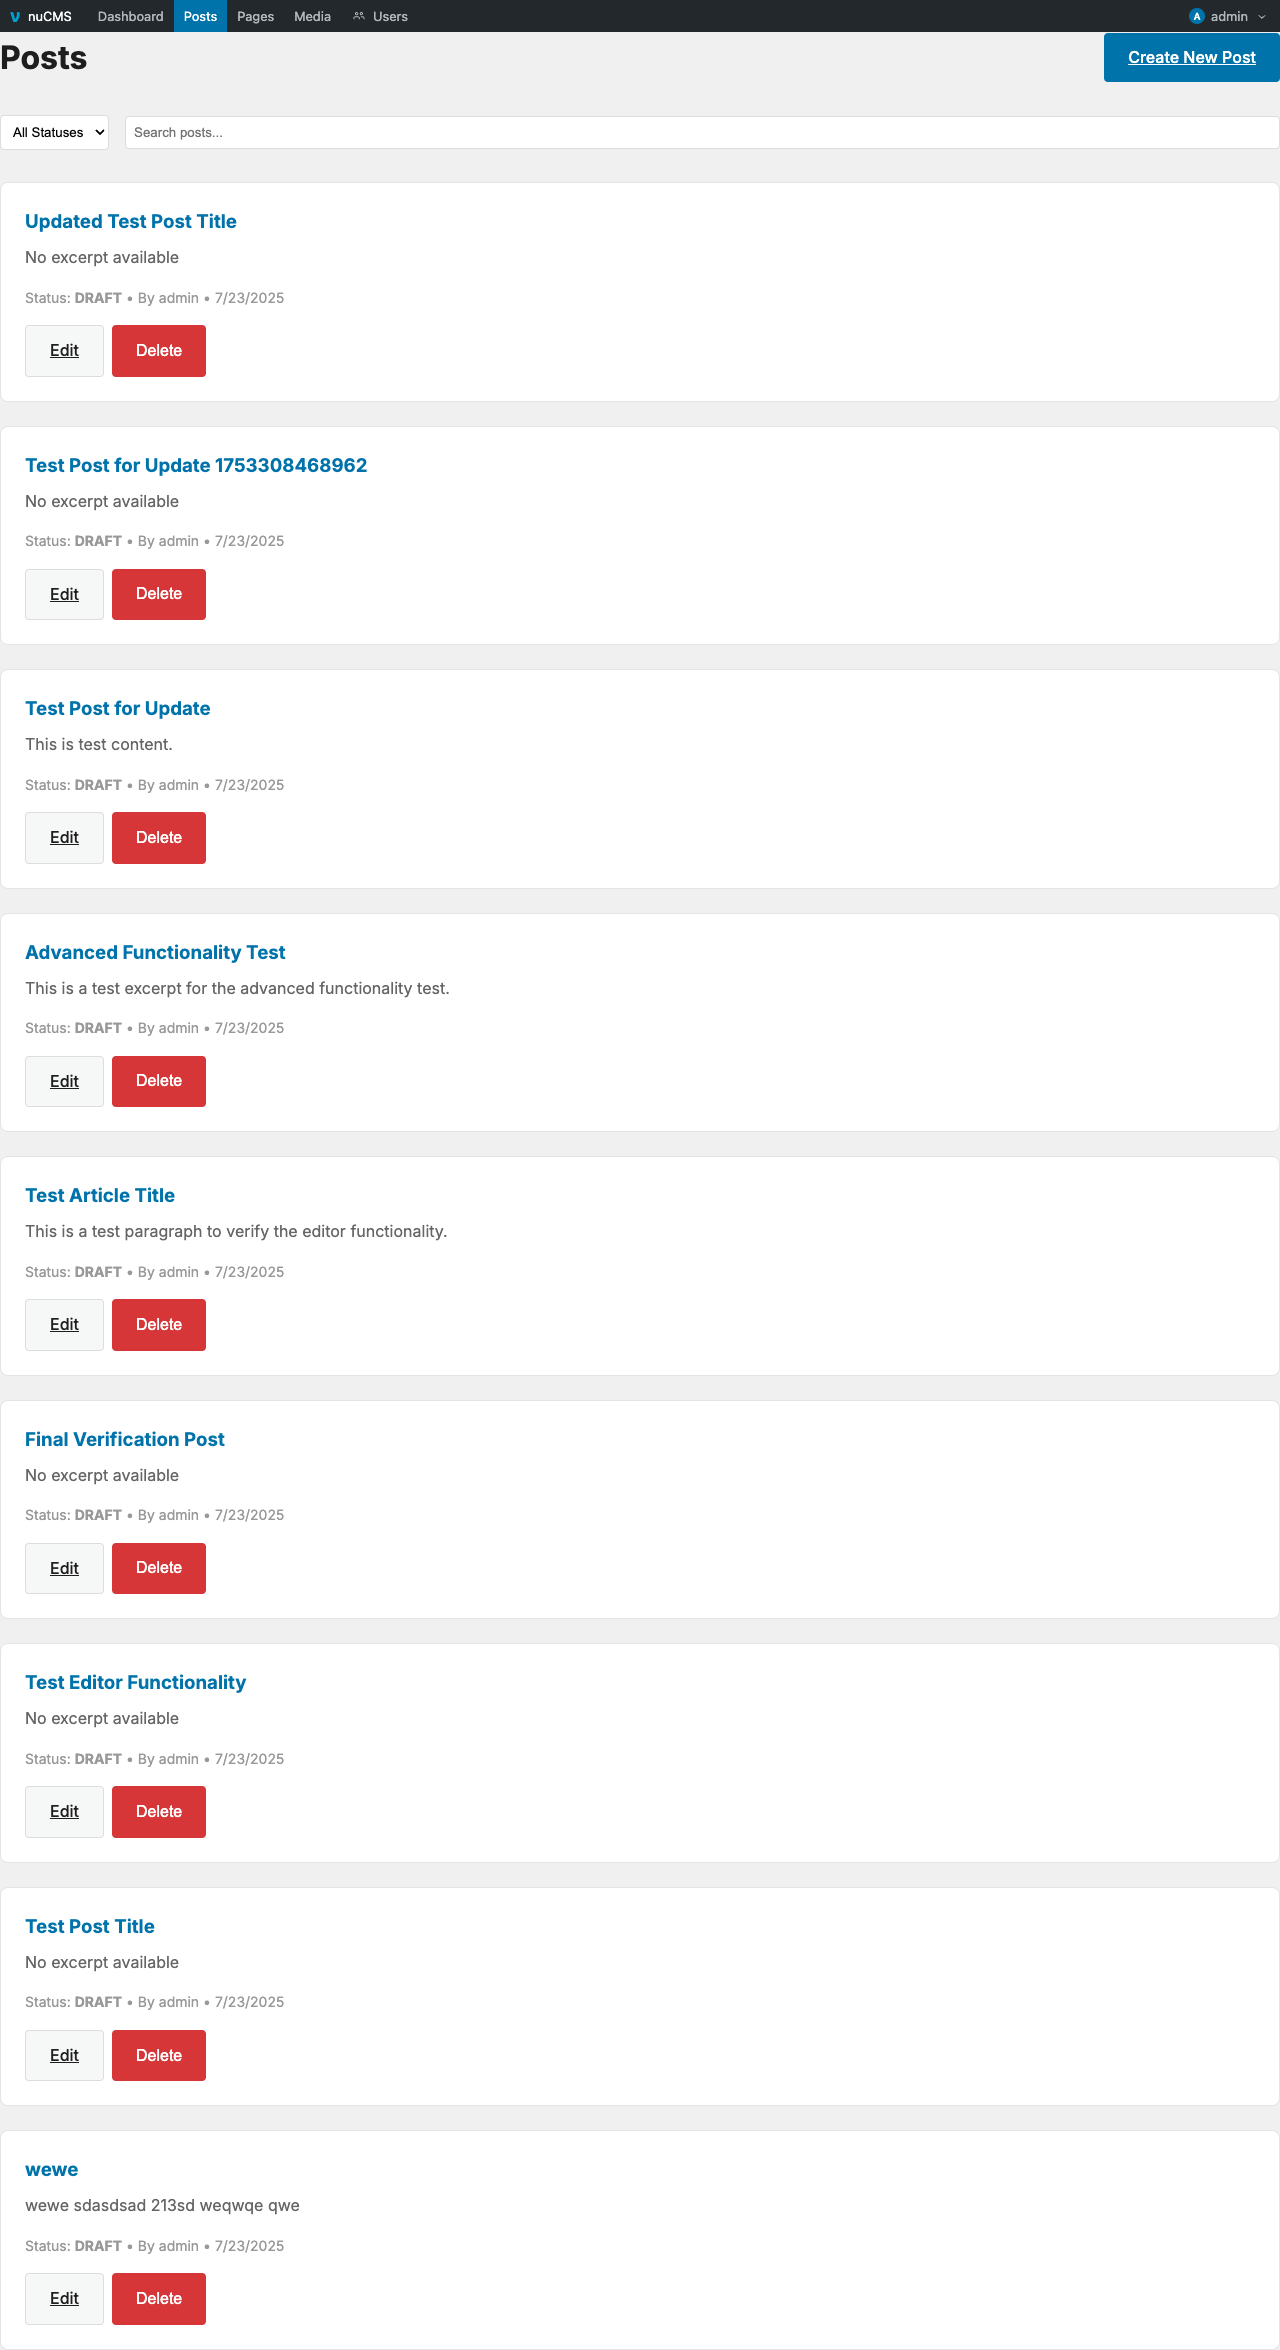 nuCMS Dashboard Posts Pages Media Users A admin
Posts
Create New Post
All Statuses Search posts...
Updated Test Post Title
No excerpt available
Status: DRAFT • By admin • 7/23/2025
Edit Delete
Test Post for Update 1753308468962
No excerpt available
Status: DRAFT • By admin • 7/23/2025
Edit Delete
Test Post for Update
This is test content.
Status: DRAFT • By admin • 7/23/2025
Edit Delete
Advanced Functionality Test
This is a test excerpt for the advanced functionality test.
Status: DRAFT • By admin • 7/23/2025
Edit Delete
Test Article Title
This is a test paragraph to verify the editor functionality.
Status: DRAFT • By admin • 7/23/2025
Edit Delete
Final Verification Post
No excerpt available
Status: DRAFT • By admin • 7/23/2025
Edit Delete
Test Editor Functionality
No excerpt available
Status: DRAFT • By admin • 7/23/2025
Edit Delete
Test Post Title
No excerpt available
Status: DRAFT • By admin • 7/23/2025
Edit Delete
wewe
wewe sdasdsad 213sd weqwqe qwe
Status: DRAFT • By admin • 7/23/2025
Edit Delete